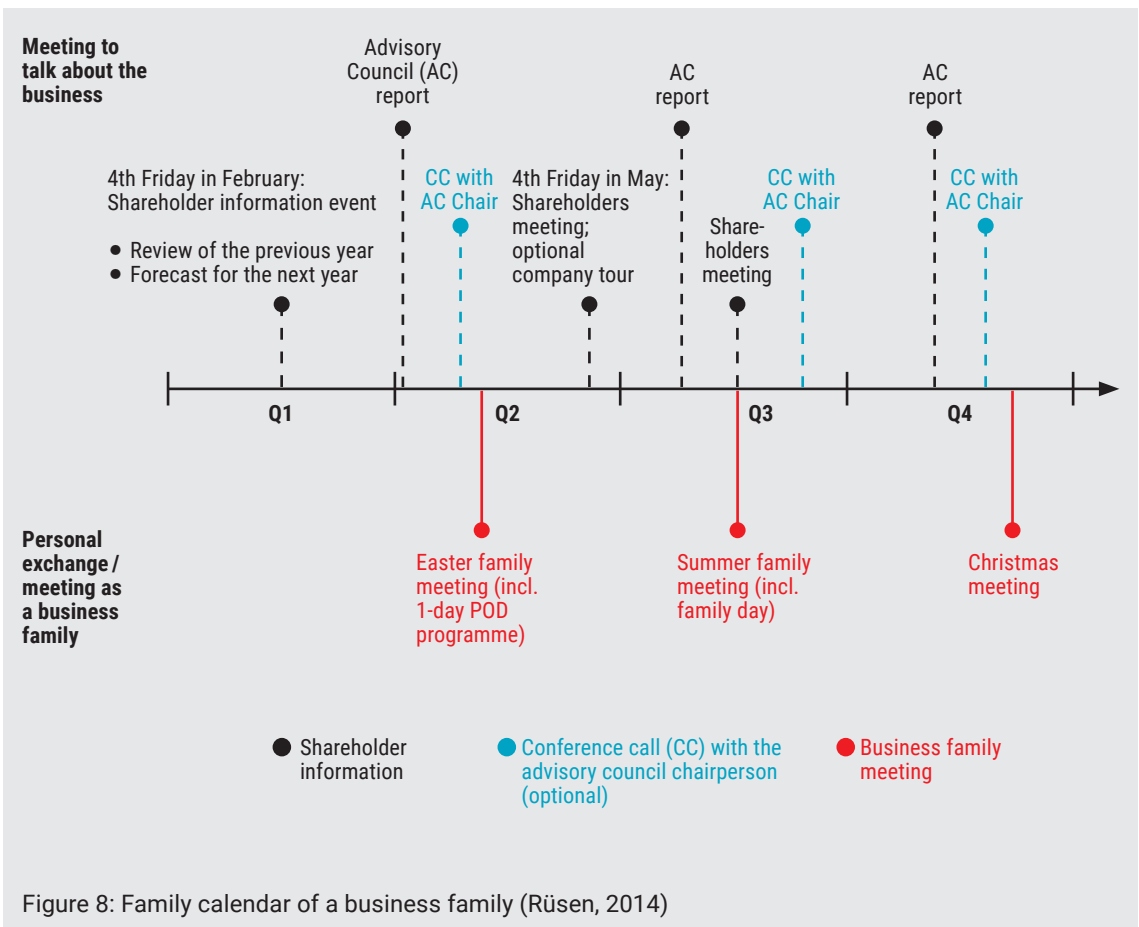 Meeting to
talk about the
business
Advisory
Council (AC)
report
AC
report
AC
report
4th Friday in February:
Shareholder information event
● Review of the previous year
● Forecast for the next year
CC with
AC Chair
4th Friday in May:
Shareholders
meeting;
optional
company tour
Share-
holders
meeting
CC with
AC Chair
CC with
AC Chair
Q1
Q2
Q3
Q4
Personal
exchange /
meeting as
a business
family
Easter family
meeting (incl.
1-day POD
programme)
Summer family
meeting (incl.
family day)
Christmas
meeting
Shareholder
information
Conference call (CC) with the
advisory council chairperson
(optional)
Business family
meeting
Figure 8: Family calendar of a business family (Rüsen, 2014)